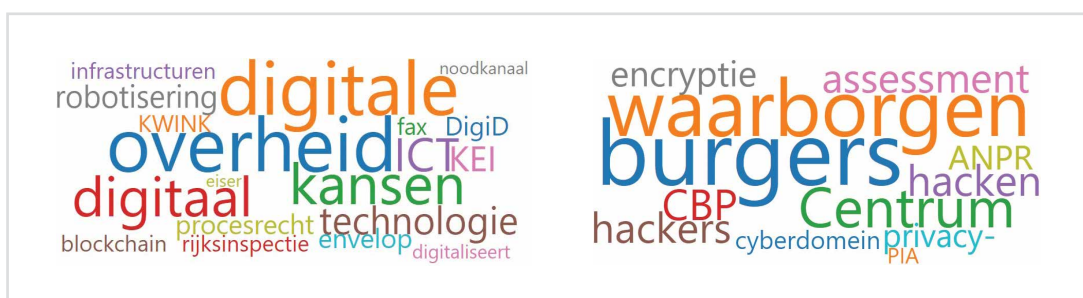 infrastructuren
noodkanaal
robotisering
digitale
KWINK
fax
DigiD
overheid
ICT
KEI
eiser
kansen
digitaal
procesrecht
technologie
blockchain
rijksinspectie
envelop
digitaliseert
encryptie
assessment
waarborgen
burgers
ANPR
hacken
CBP
Centrum
hackers
cyberdomein
privacy-
PIA